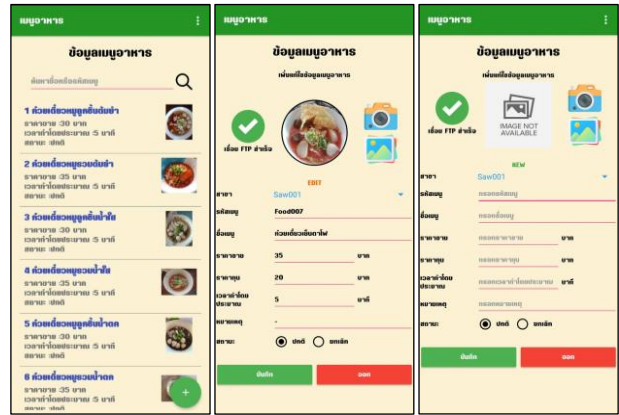 เมนูอาหาร
ข้อมูลเมนูอาหาร
ค้นหาชื่อหรือรหัสเมนู
1 ก๋วยเตี๋ยวหมูลูกชิ้นต้มยำ
ราคาขาย :30 บาท
เวลาทำโดยประมาณ :5 นาที
สถานะ :ปกติ
2 ก๋วยเตี๋ยวหมูรวมต้มยำ
ราคาขาย :35 บาท
เวลาทำโดยประมาณ :5 นาที
สถานะ :ปกติ
3 ก๋วยเตี๋ยวหมูลูกชิ้นน้ำใส
ราคาขาย :30 บาท
เวลาทำโดยประมาณ :5 นาที
สถานะ :ปกติ
4 ก๋วยเตี๋ยวหมูรวมน้ำใส
ราคาขาย :35 บาท
เวลาทำโดยประมาณ :5 นาที
สถานะ :ปกติ
5 ก๋วยเตี๋ยวหมูลูกชิ้นน้ำตก
ราคาขาย :30 บาท
เวลาทำโดยประมาณ :5 นาที
สถานะ :ปกติ
6 ก๋วยเตี๋ยวหมูรวมน้ำตก
ราคาขาย :35 บาท
เวลาทำโดยประมาณ :5 นาที
สถานะ :ปกติ
เมนูอาหาร
ข้อมูลเมนูอาหาร
เพิ่มแก้ไขข้อมูลเมนูอาหาร
เชื่อม FTP สำเร็จ
EDIT
สาขา Saw001
รหัสเมนู Food007
ชื่อเมนู ก๋วยเตี๋ยวเย็นตาโฟ
ราคาขาย 35 บาท
ราคาทุน 20 บาท
เวลาทำโดย
ประมาณ 5 นาที
หมายเหตุ -
สถานะ: ปกติ ยกเลิก
บันทึก ออก
เมนูอาหาร
ข้อมูลเมนูอาหาร
เพิ่มแก้ไขข้อมูลเมนูอาหาร
IMAGE NOT
AVAILABLE
เชื่อม FTP สำเร็จ
NEW
สาขา Saw001
รหัสเมนู กรอกรหัสเมนู
ชื่อเมนู กรอกชื่อเมนู
ราคาขาย กรอกราคาขาย บาท
ราคาทุน กรอกราคาทุน บาท
เวลาทำโดย
ประมาณ กรอกเวลาทำโดยประมาณ นาที
หมายเหตุ กรอกหมายเหตุ
สถานะ: ปกติ ยกเลิก
บันทึก ออก